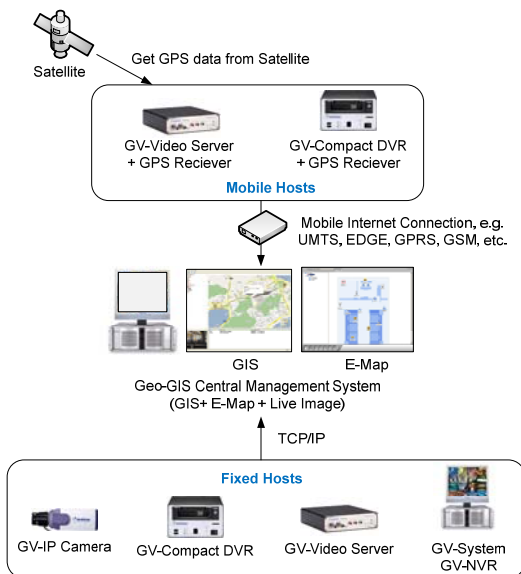 Satellite
Get GPS data from Satellite
GV-Video Server
+ GPS Reciever
GV-Compact DVR
+ GPS Reciever
Mobile Hosts
Mobile Internet Connection, e.g.
UMTS, EDGE, GPRS, GSM, etc.
GIS
E-Map
Geo-GIS Central Management System
(GIS+ E-Map + Live Image)
TCP/IP
Fixed Hosts
GV-IP Camera
GV-Compact DVR
GV-Video Server
GV-System
GV-NVR